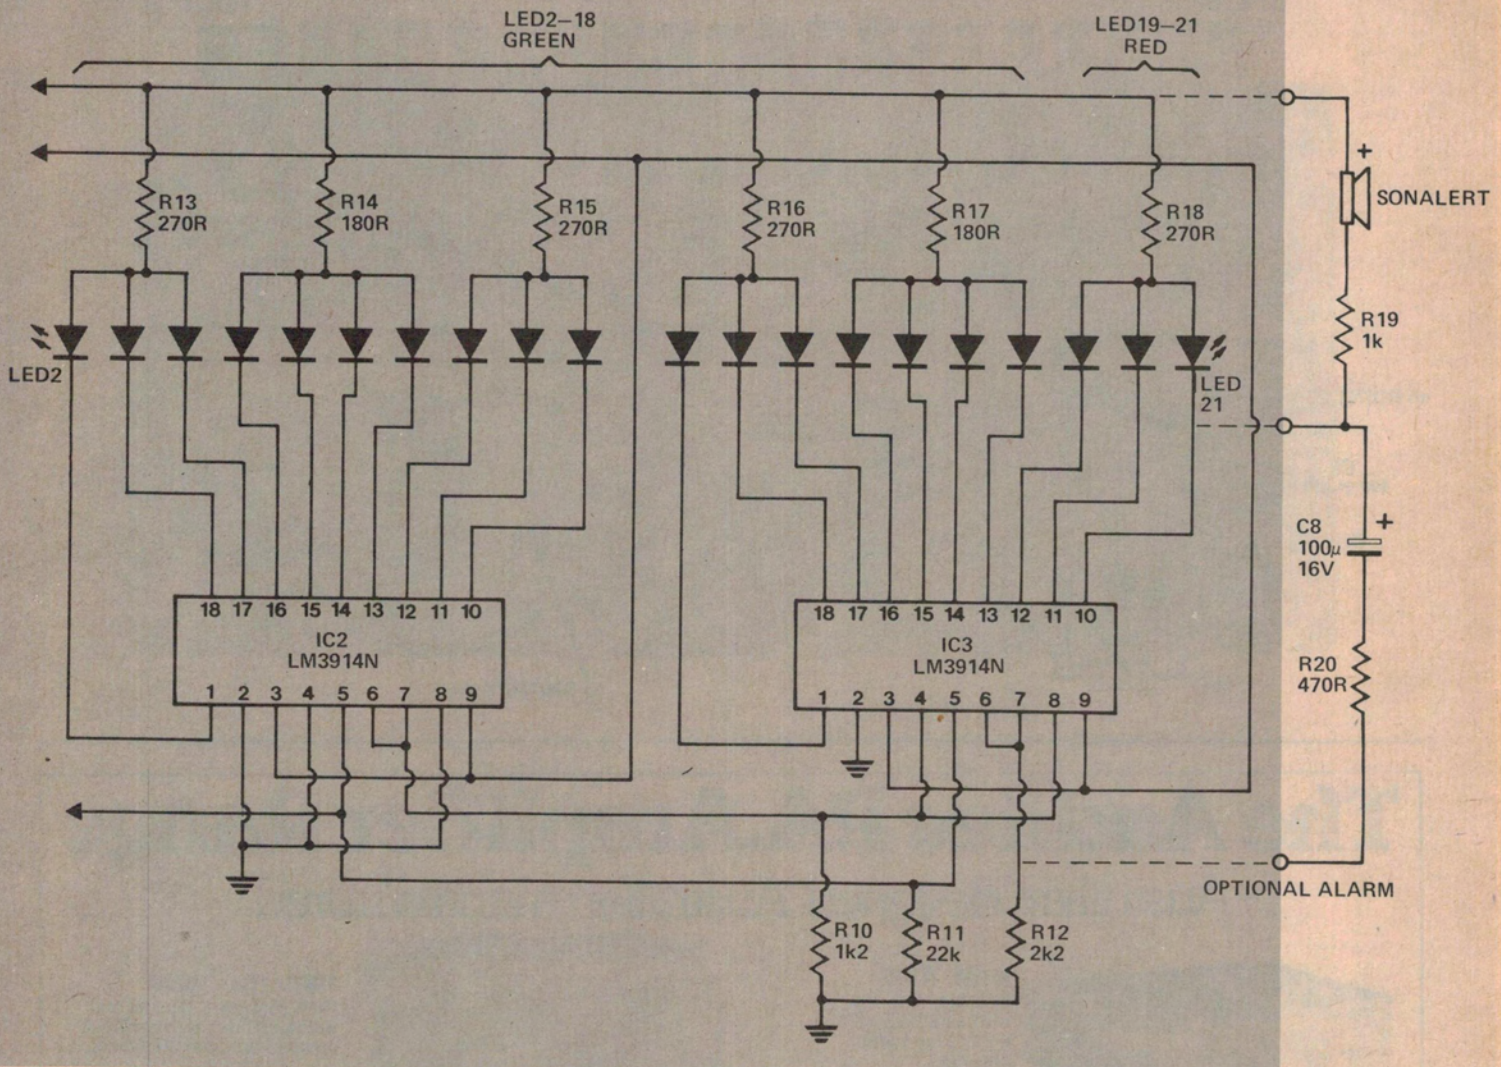 LED2–18
GREEN
LED19–21
RED
+
SONALERT
R13
270R
R14
180R
R15
270R
R16
270R
R17
180R
R18
270R
R19
1k
LED2
LED
21
C8
100µ
16V
+
18 17 16 15 14 13 12 11 10
IC2
LM3914N
1 2 3 4 5 6 7 8 9
18 17 16 15 14 13 12 11 10
IC3
LM3914N
1 2 3 4 5 6 7 8 9
R20
470R
OPTIONAL ALARM
R10
1k2
R11
22k
R12
2k2